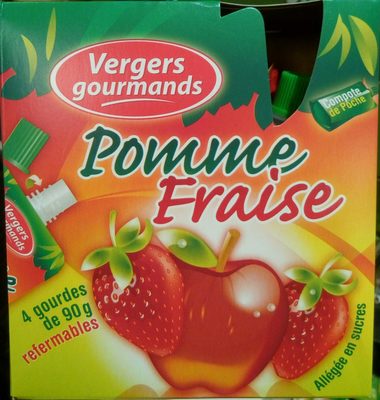 Vergers
gourmands
Compote
de Poche
Pomme
Fraise
Vergers
gourmands
4 gourdes
de 90g
refermables
Allégée en sucres